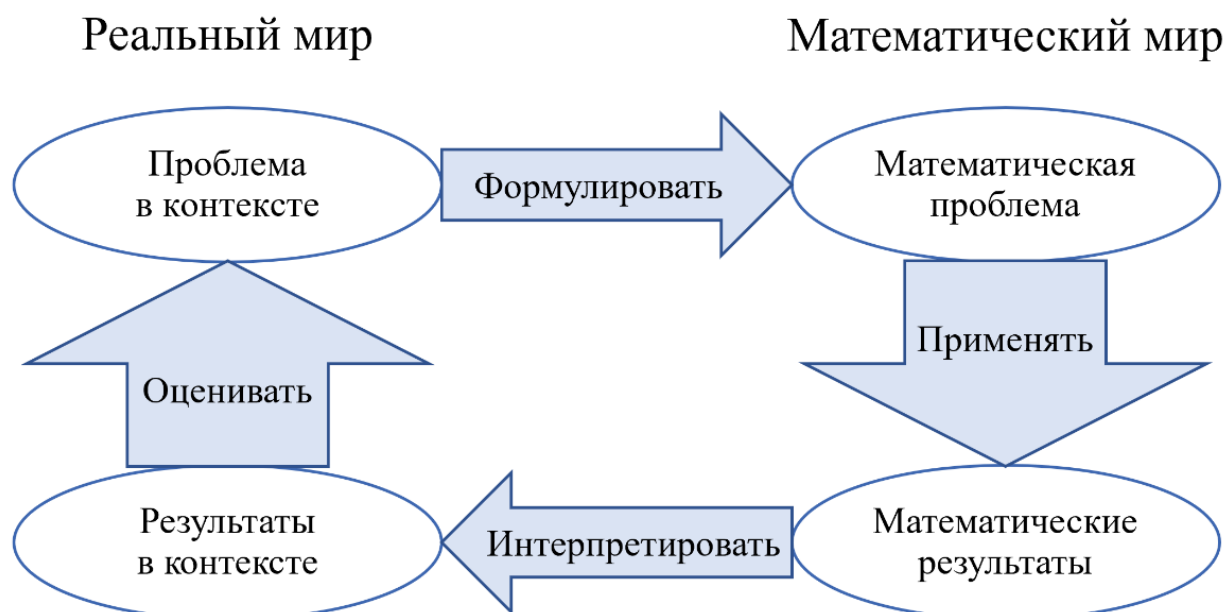 Реальный мир
Математический мир
Проблема
в контексте
Формулировать
Математическая
проблема
Оценивать
Применять
Результаты
в контексте
Интерпретировать
Математические
результаты